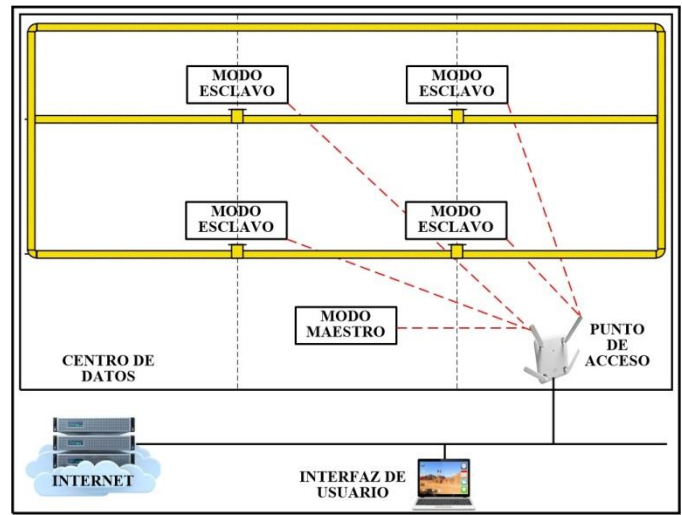 MODO
ESCLAVO
MODO
ESCLAVO
MODO
ESCLAVO
MODO
ESCLAVO
MODO
MAESTRO
PUNTO
DE
ACCESO
CENTRO DE
DATOS
INTERNET
INTERFAZ DE
USUARIO